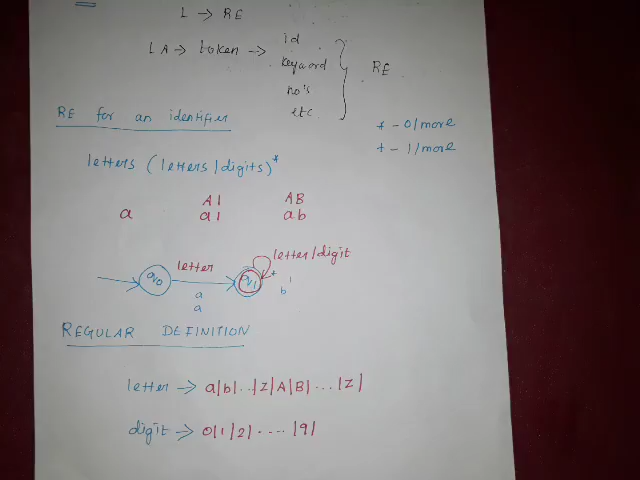 L → RE
LA → token → id
keyword
no's
etc
RE
RE for an identifier
* - 0/more
+ - 1/more
letters (letters/digits)*
a
A1
a1
AB
ab
letter
letter/digit
q0
q1
*
a
a
b
1
REGULAR DEFINITION
letter → a|b|...|z|A|B|...|Z|
digit → 0|1|2|.....|9|